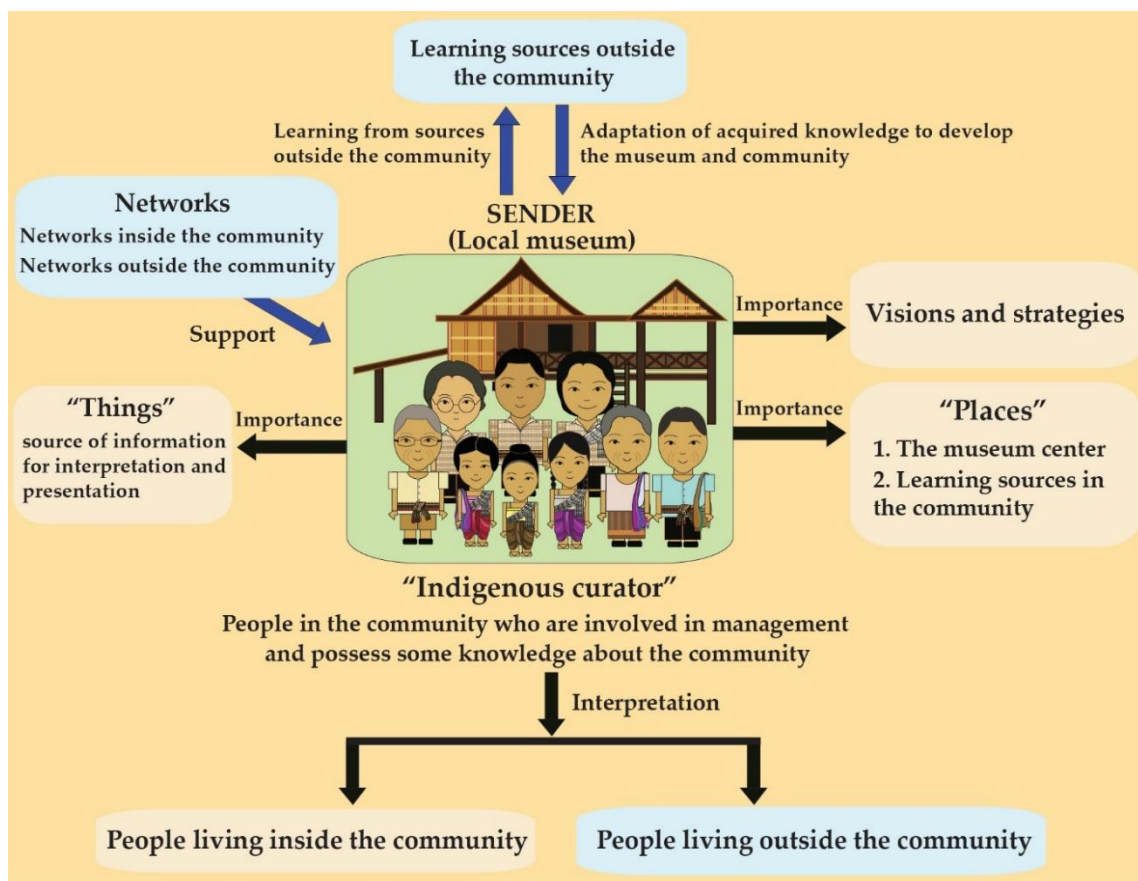 Learning sources outside
the community
Learning from sources
outside the community
Adaptation of acquired knowledge to develop
the museum and community
Networks
Networks inside the community
Networks outside the community
SENDER
(Local museum)
Support
Importance
Visions and strategies
“Things”
source of information
for interpretation and
presentation
Importance
Importance
“Places”
1. The museum center
2. Learning sources in
the community
“Indigenous curator”
People in the community who are involved in management
and possess some knowledge about the community
Interpretation
People living inside the community
People living outside the community